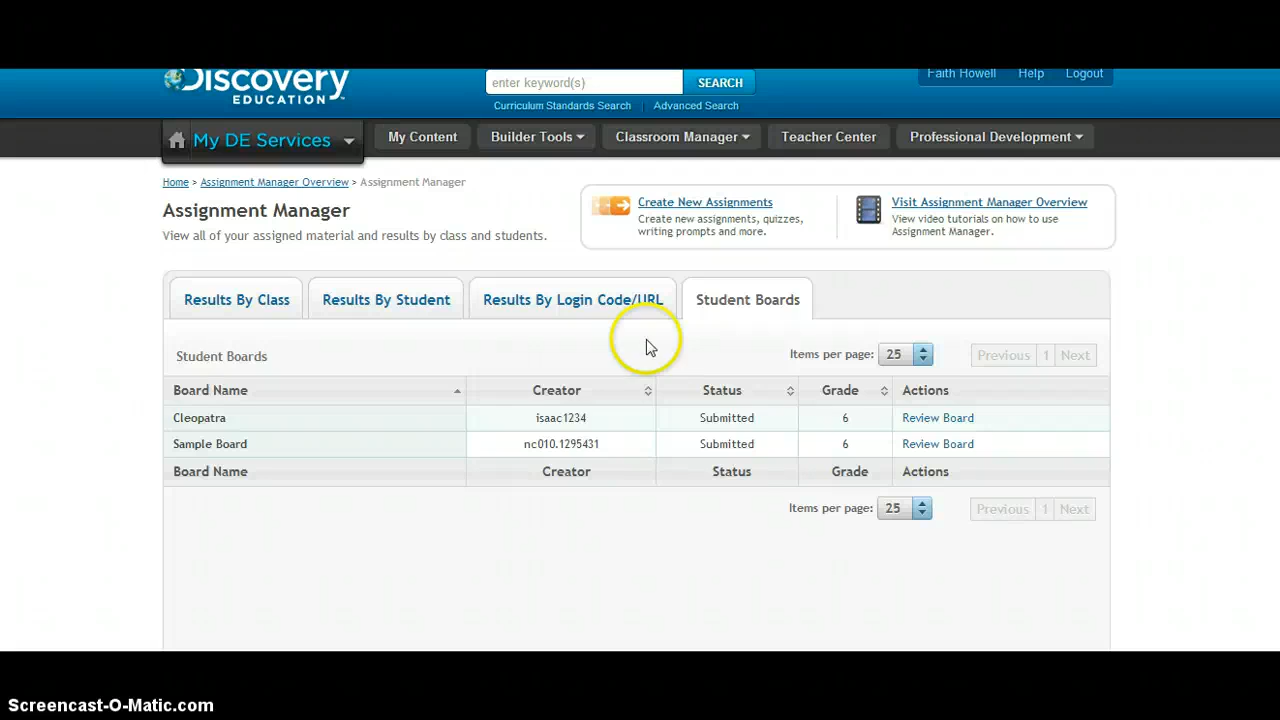 Discovery
EDUCATION™
enter keyword(s)
SEARCH
Faith Howell
Help
Logout
Curriculum Standards Search | Advanced Search
My DE Services
My Content
Builder Tools
Classroom Manager
Teacher Center
Professional Development
Home > Assignment Manager Overview > Assignment Manager
Assignment Manager
View all of your assigned material and results by class and students.
Create New Assignments
Create new assignments, quizzes,
writing prompts and more.
Visit Assignment Manager Overview
View video tutorials on how to use
Assignment Manager.
Results By Class
Results By Student
Results By Login Code/URL
Student Boards
Student Boards
Items per page: 25
Previous 1 Next
Board Name Creator Status Grade Actions
Cleopatra isaac1234 Submitted 6 Review Board
Sample Board nc010.1295431 Submitted 6 Review Board
Board Name Creator Status Grade Actions
Items per page: 25
Previous 1 Next
Screencast-O-Matic.com